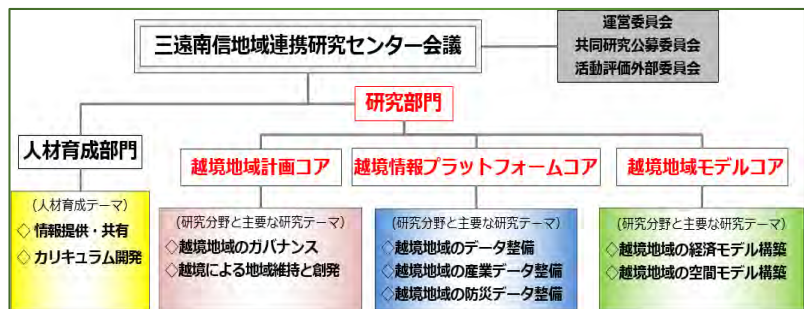 三遠南信地域連携研究センター会議
運営委員会
共同研究公募委員会
活動評価外部委員会
研究部門
人材育成部門
越境地域計画コア
越境情報プラットフォームコア
越境地域モデルコア
(人材育成テーマ)
◇情報提供・共有
◇カリキュラム開発
(研究分野と主要な研究テーマ)
◇越境地域のガバナンス
◇越境による地域維持と創発
(研究分野と主要な研究テーマ)
◇越境地域のデータ整備
◇越境地域の産業データ整備
◇越境地域の防災データ整備
(研究分野と主要な研究テーマ)
◇越境地域の経済モデル構築
◇越境地域の空間モデル構築